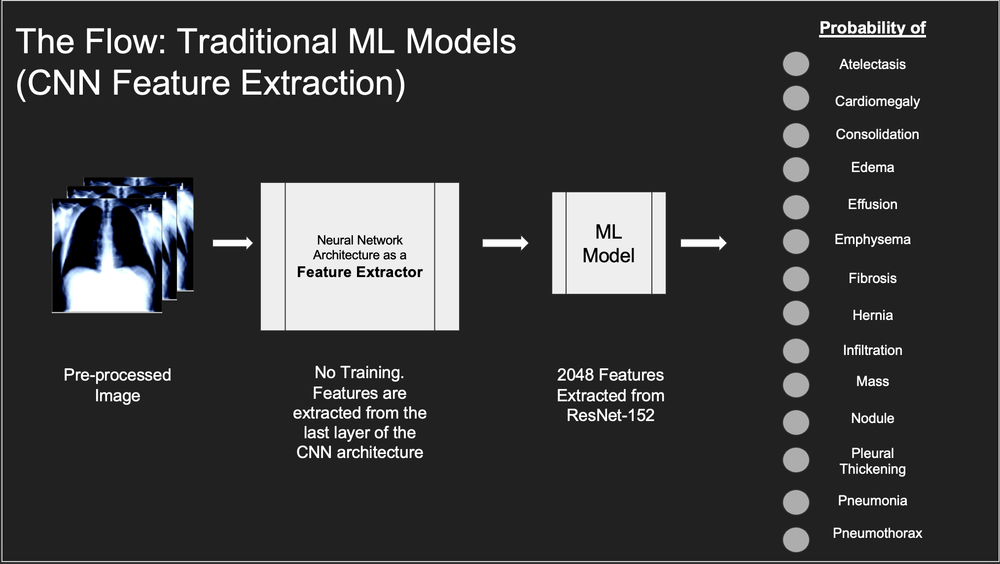 The Flow: Traditional ML Models
(CNN Feature Extraction)
Pre-processed
Image
Neural Network
Architecture as a
Feature Extractor
No Training.
Features are
extracted from the
last layer of the
CNN architecture
ML
Model
2048 Features
Extracted from
ResNet-152
Probability of
Atelectasis
Cardiomegaly
Consolidation
Edema
Effusion
Emphysema
Fibrosis
Hernia
Infiltration
Mass
Nodule
Pleural
Thickening
Pneumonia
Pneumothorax